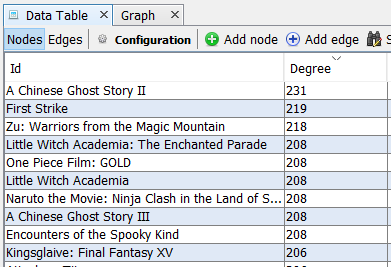 Data Table
Graph
Nodes Edges Configuration Add node Add edge
Id Degree
A Chinese Ghost Story II 231
First Strike 219
Zu: Warriors from the Magic Mountain 218
Little Witch Academia: The Enchanted Parade 208
One Piece Film: GOLD 208
Little Witch Academia 208
Naruto the Movie: Ninja Clash in the Land of S... 208
A Chinese Ghost Story III 208
Encounters of the Spooky Kind 208
Kingsglaive: Final Fantasy XV 206